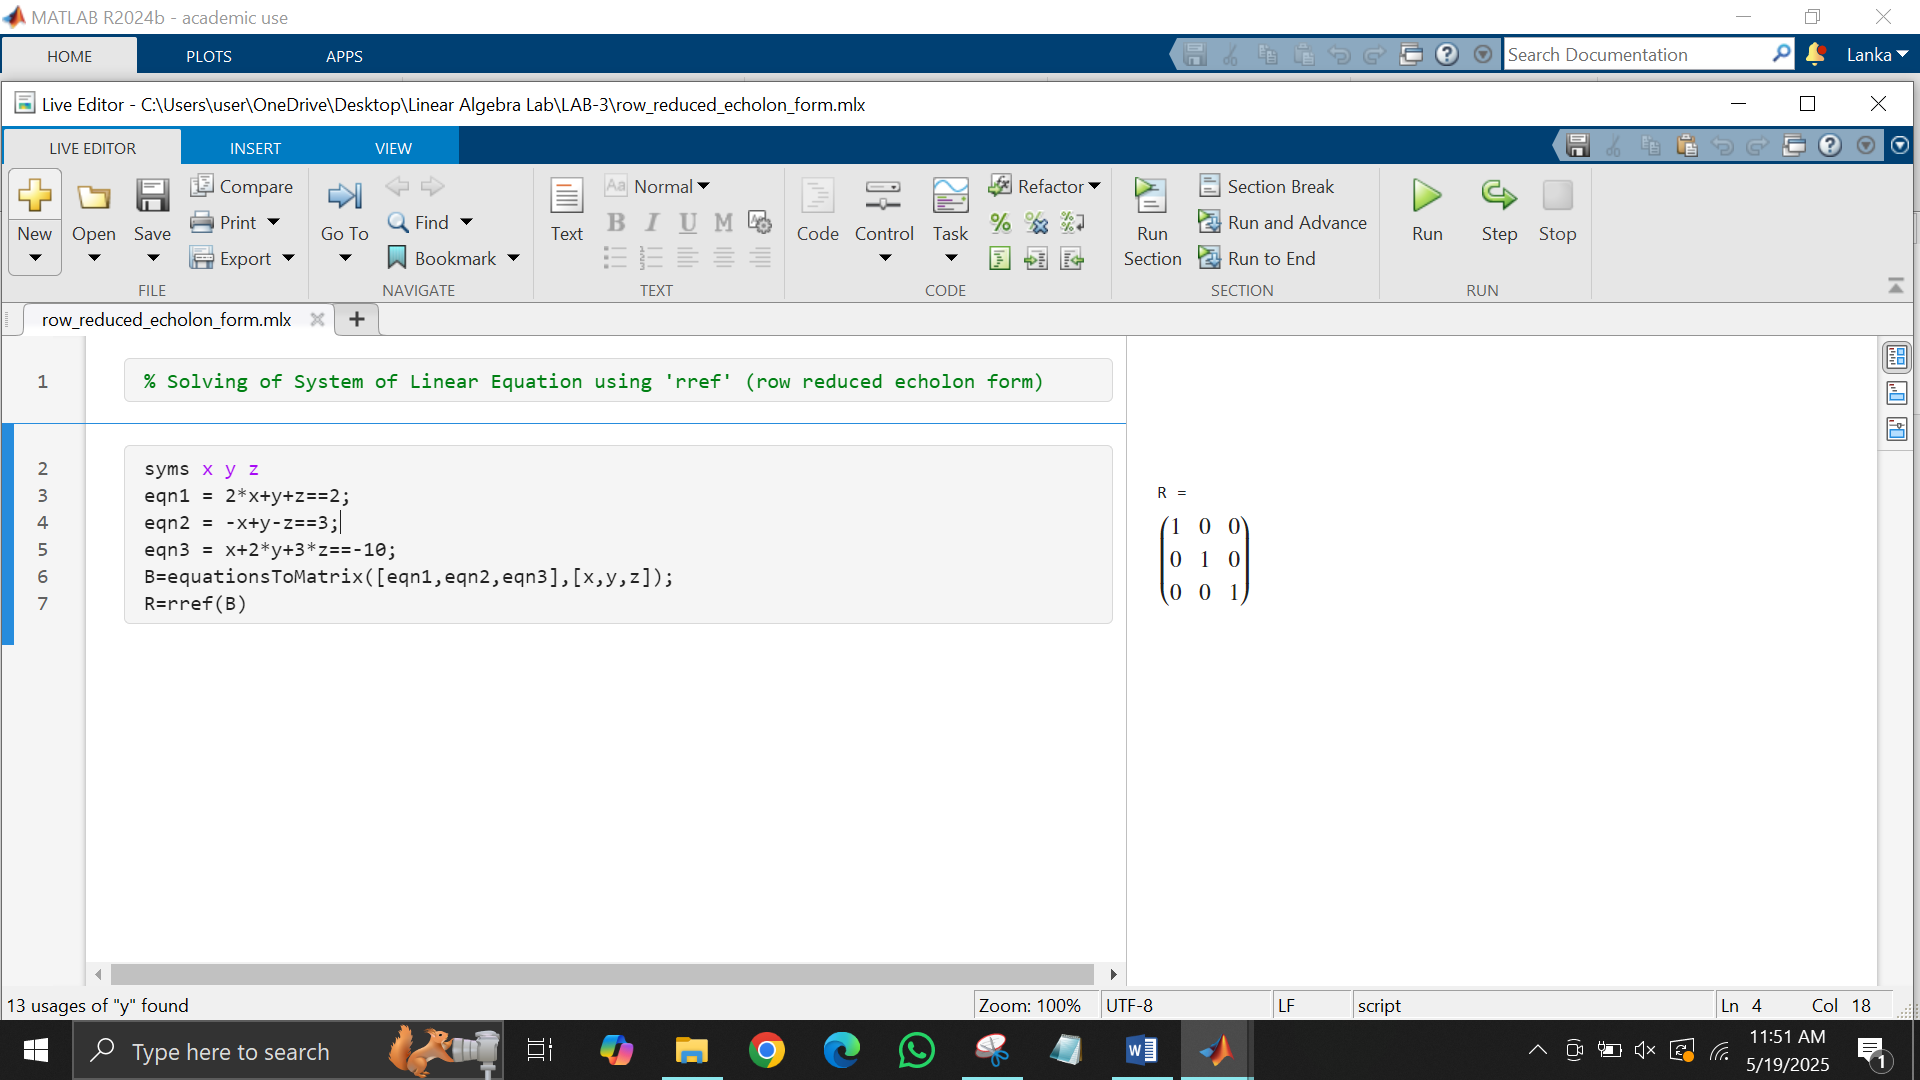 MATLAB R2024b - academic use
HOME PLOTS APPS Search Documentation Lanka
Live Editor - C:\Users\user\OneDrive\Desktop\Linear Algebra Lab\LAB-3\row_reduced_echolon_form.mlx
LIVE EDITOR INSERT VIEW
New Open Save Compare Print Export
FILE
Go To Find Bookmark
NAVIGATE
Text Aa Normal B I U M
TEXT
Code Control Task Refactor
CODE
Run Section Section Break Run and Advance Run to End
SECTION
Run Step Stop
RUN
row_reduced_echolon_form.mlx
1 % Solving of System of Linear Equation using 'rref' (row reduced echolon form)
2 syms x y z
3 eqn1 = 2*x+y+z==2;
4 eqn2 = -x+y-z==3;
5 eqn3 = x+2*y+3*z==-10;
6 B=equationsToMatrix([eqn1,eqn2,eqn3],[x,y,z]);
7 R=rref(B)
R =
1 0 0
0 1 0
0 0 1
13 usages of "y" found Zoom: 100% UTF-8 LF script Ln 4 Col 18
Type here to search
11:51 AM
5/19/2025
1